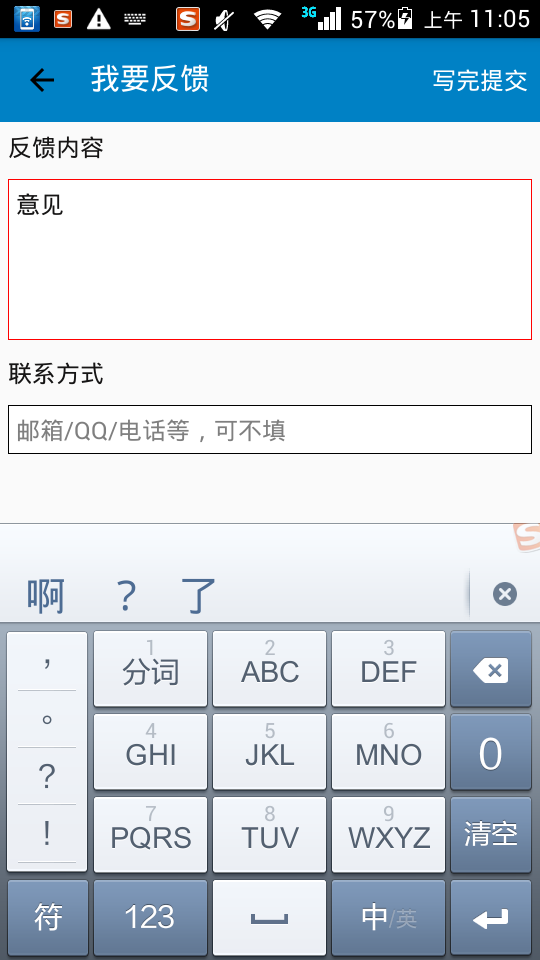 3G 57% 上午 11:05
我要反馈 写完提交
反馈内容
意见
联系方式
邮箱/QQ/电话等，可不填
啊 ? 了
， 1 2 3
分词 ABC DEF
。 4 5 6
GHI JKL MNO 0
? 7 8 9
! PQRS TUV WXYZ 清空
符 123 中/英